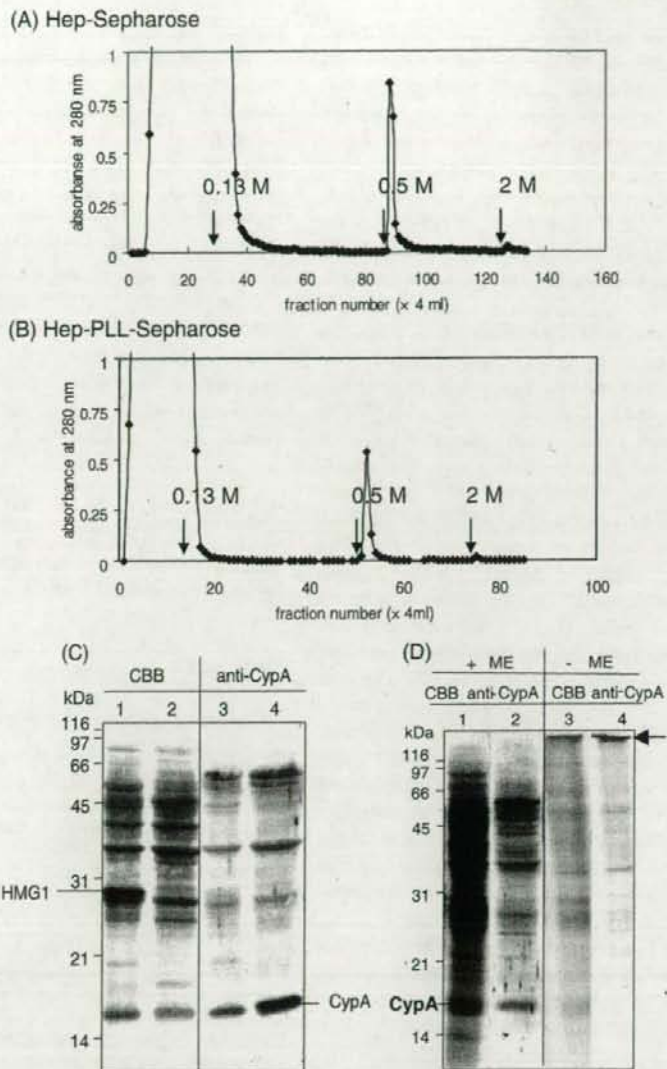 (A) Hep-Sepharose
absorbanse at 280 nm
1
0.75
0.5
0.25
0
0.13 M
0.5 M
2 M
0 20 40 60 80 100 120 140 160
fraction number (× 4 ml)
(B) Hep-PLL-Sepharose
absorbance at 280 nm
1
0.75
0.5
0.25
0
0.13 M
0.5 M
2 M
0 20 40 60 80 100
fraction number (× 4ml)
(C)
CBB anti-CypA
kDa 1 2 3 4
116
97
66
45
31
21
14
HMG1
CypA
(D)
+ ME - ME
CBB anti-CypA CBB anti-CypA
kDa 1 2 3 4
116
97
66
45
31
21
CypA
14